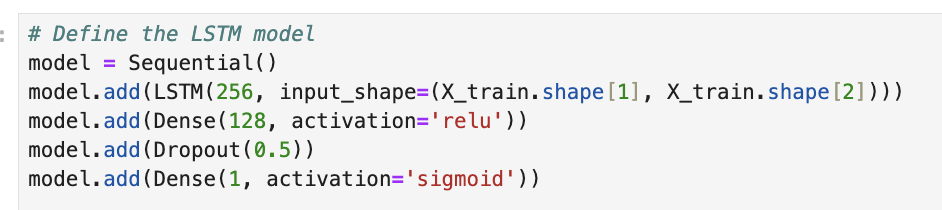 # Define the LSTM model
model = Sequential()
model.add(LSTM(256, input_shape=(X_train.shape[1], X_train.shape[2])))
model.add(Dense(128, activation='relu'))
model.add(Dropout(0.5))
model.add(Dense(1, activation='sigmoid'))